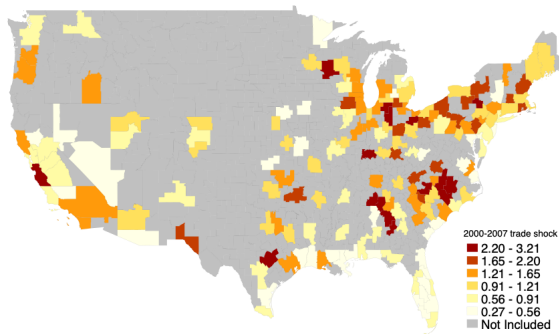 2000-2007 trade shock
2.20 - 3.21
1.65 - 2.20
1.21 - 1.65
0.91 - 1.21
0.56 - 0.91
0.27 - 0.56
Not Included